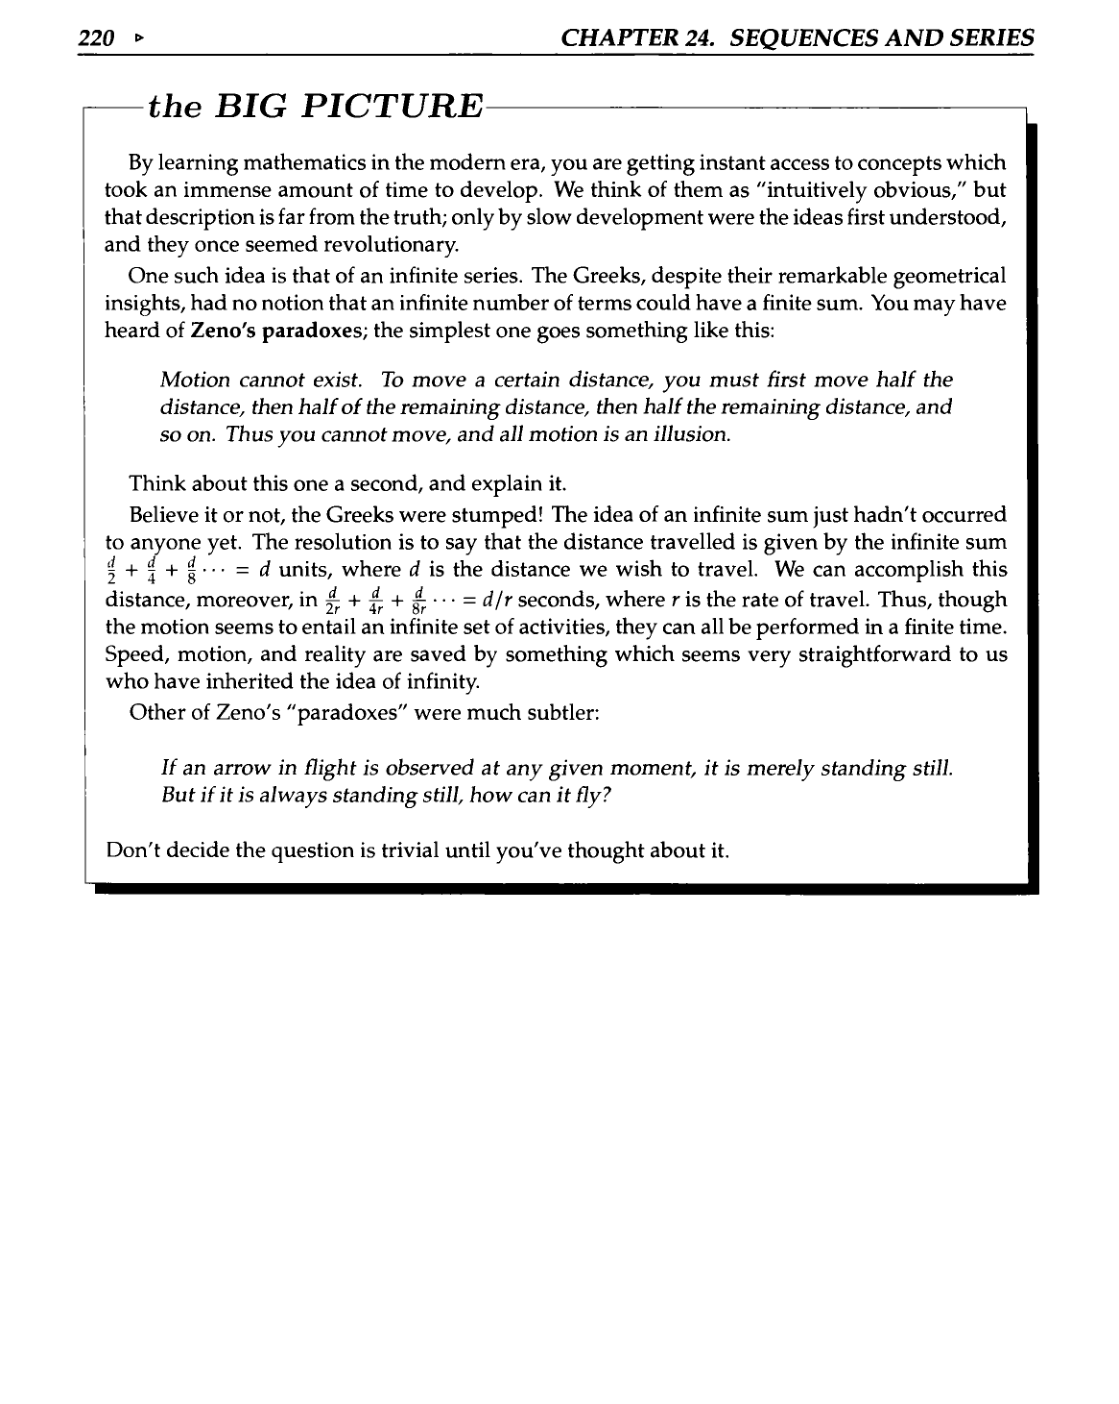 220 ▹ CHAPTER 24. SEQUENCES AND SERIES
the BIG PICTURE
By learning mathematics in the modern era, you are getting instant access to concepts which
took an immense amount of time to develop. We think of them as "intuitively obvious," but
that description is far from the truth; only by slow development were the ideas first understood,
and they once seemed revolutionary.
One such idea is that of an infinite series. The Greeks, despite their remarkable geometrical
insights, had no notion that an infinite number of terms could have a finite sum. You may have
heard of Zeno's paradoxes; the simplest one goes something like this:
Motion cannot exist. To move a certain distance, you must first move half the
distance, then half of the remaining distance, then half the remaining distance, and
so on. Thus you cannot move, and all motion is an illusion.
Think about this one a second, and explain it.
Believe it or not, the Greeks were stumped! The idea of an infinite sum just hadn't occurred
to anyone yet. The resolution is to say that the distance travelled is given by the infinite sum
d/2 + d/4 + d/8 ··· = d units, where d is the distance we wish to travel. We can accomplish this
distance, moreover, in d/2r + d/4r + d/8r ··· = d/r seconds, where r is the rate of travel. Thus, though
the motion seems to entail an infinite set of activities, they can all be performed in a finite time.
Speed, motion, and reality are saved by something which seems very straightforward to us
who have inherited the idea of infinity.
Other of Zeno's "paradoxes" were much subtler:
If an arrow in flight is observed at any given moment, it is merely standing still.
But if it is always standing still, how can it fly?
Don't decide the question is trivial until you've thought about it.